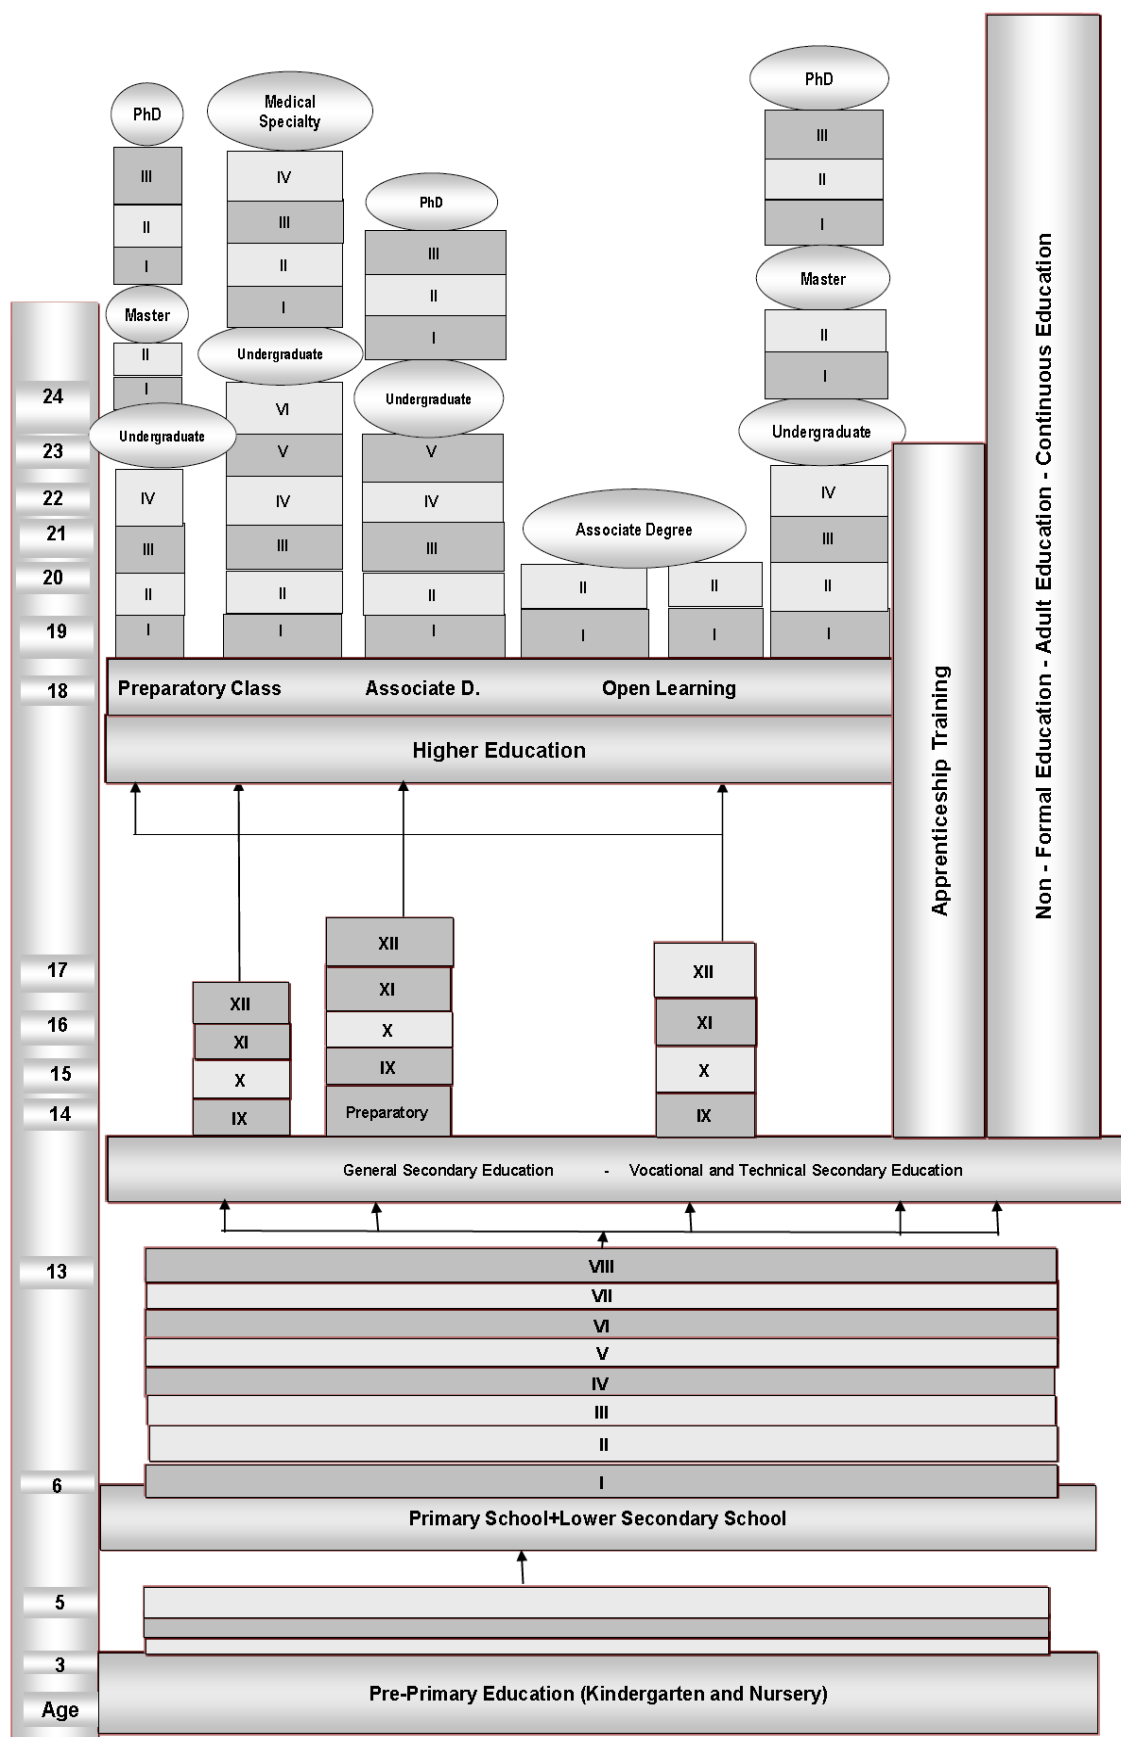 PhD
III
II
I
Master
II
I
Undergraduate
IV
III
II
I
Medical
Specialty
IV
III
II
I
Undergraduate
VI
V
IV
III
II
I
PhD
III
II
I
Undergraduate
V
IV
III
II
I
Associate Degree
II
I
II
I
PhD
III
II
I
Master
II
I
Undergraduate
IV
III
II
I
24
23
22
21
20
19
18
Preparatory Class Associate D. Open Learning
Higher Education
Apprenticeship Training
Non - Formal Education - Adult Education - Continuous Education
17
16
15
14
XII
XI
X
IX
XII
XI
X
IX
Preparatory
XII
XI
X
IX
General Secondary Education - Vocational and Technical Secondary Education
13
VIII
VII
VI
V
IV
III
II
I
6
Primary School+Lower Secondary School
5
3
Age
Pre-Primary Education (Kindergarten and Nursery)